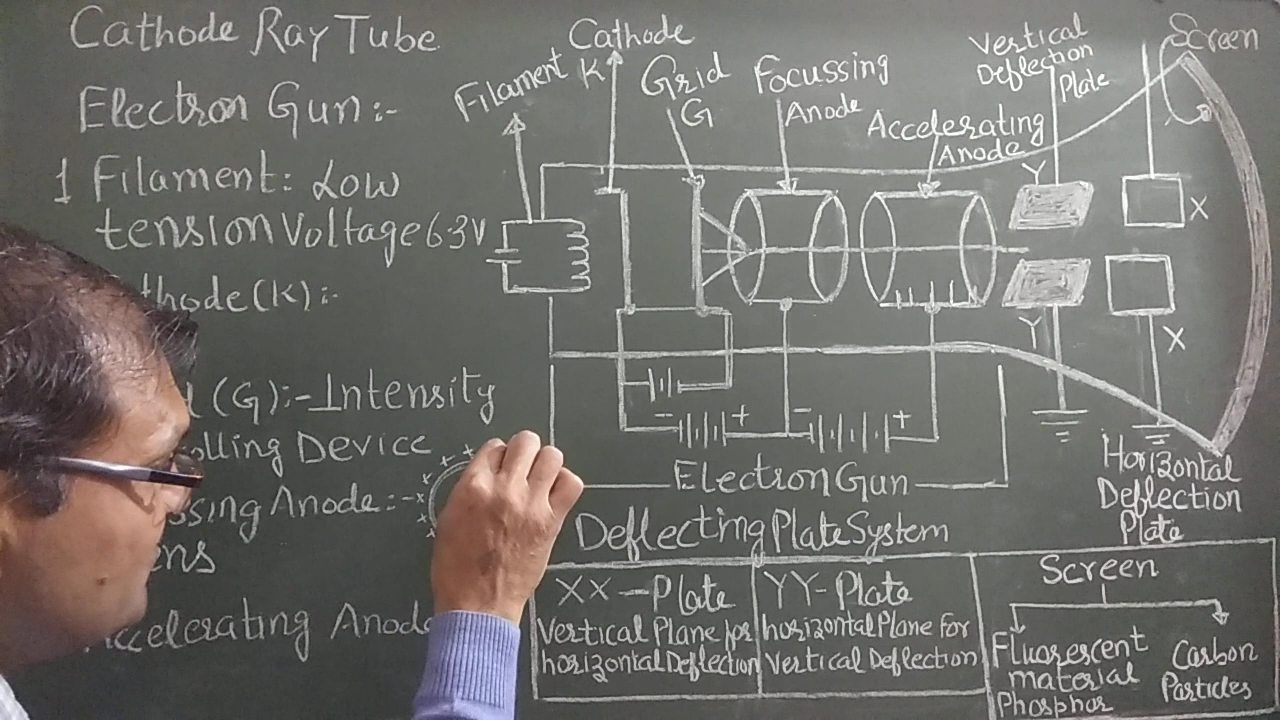 Cathode Ray Tube
Electron Gun:-
1 Filament: Low
tension Voltage 6.3V
thode (K):-
(G):- Intensity
olling Device
ssing Anode:-
ens
ccelerating Anode
Filament
Cathode
K
Grid
G
Focussing
Anode
Accelerating
Anode
Vertical
Deflection
Plate
Screen
Y
X
Y
X
- +
- +
Electron Gun
Horizontal
Deflection
Plate
Deflecting Plate System
XX - Plate
Vertical Plane for
horizontal Deflection
YY- Plate
horizontal Plane for
Vertical Deflection
Screen
Fluorescent
material
Phosphor
Carbon
Particles